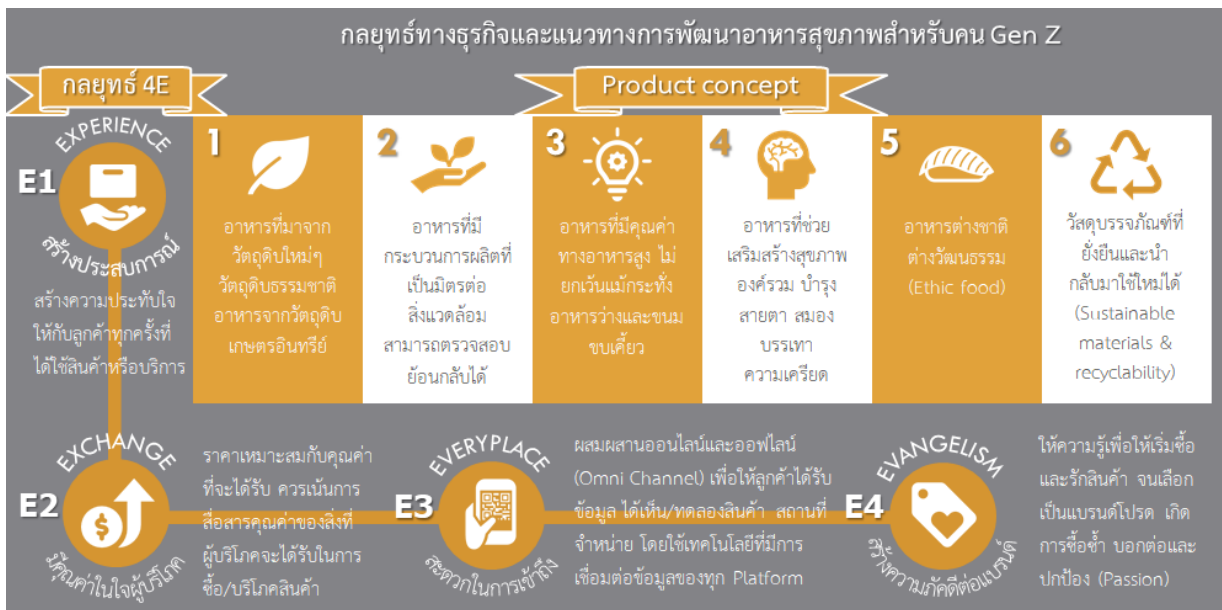 กลยุทธ์ทางธุรกิจและแนวทางการพัฒนาอาหารสุขภาพสำหรับคน Gen Z
กลยุทธ์ 4E
Product concept
E1
EXPERIENCE
สร้างประสบการณ์
สร้างความประทับใจ
ให้กับลูกค้าทุกครั้งที่
ได้ใช้สินค้าหรือบริการ
1
อาหารที่มาจาก
วัตถุดิบใหม่ๆ
วัตถุดิบธรรมชาติ
อาหารจากวัตถุดิบ
เกษตรอินทรีย์
2
อาหารที่มี
กระบวนการผลิตที่
เป็นมิตรต่อ
สิ่งแวดล้อม
สามารถตรวจสอบ
ย้อนกลับได้
3
อาหารที่มีคุณค่า
ทางอาหารสูง ไม่
ยกเว้นแม้กระทั่ง
อาหารว่างและขนม
ขบเคี้ยว
4
อาหารที่ช่วย
เสริมสร้างสุขภาพ
องค์รวม บำรุง
สายตา สมอง
บรรเทา
ความเครียด
5
อาหารต่างชาติ
ต่างวัฒนธรรม
(Ethic food)
6
วัสดุบรรจุภัณฑ์ที่
ยั่งยืนและนำ
กลับมาใช้ใหม่ได้
(Sustainable
materials &
recyclability)
E2
EXCHANGE
มีคุณค่าในใจผู้บริโภค
ราคาเหมาะสมกับคุณค่า
ที่จะได้รับ ควรเน้นการ
สื่อสารคุณค่าของสิ่งที่
ผู้บริโภคจะได้รับในการ
ซื้อ/บริโภคสินค้า
E3
EVERYPLACE
สะดวกในการเข้าถึง
ผสมผสานออนไลน์และออฟไลน์
(Omni Channel) เพื่อให้ลูกค้าได้รับ
ข้อมูล ได้เห็น/ทดลองสินค้า สถานที่
จำหน่าย โดยใช้เทคโนโลยีที่มีการ
เชื่อมต่อข้อมูลของทุก Platform
E4
EVANGELISM
สร้างความภักดีต่อแบรนด์
ให้ความรู้เพื่อให้เริ่มซื้อ
และรักสินค้า จนเลือก
เป็นแบรนด์โปรด เกิด
การซื้อซ้ำ บอกต่อและ
ปกป้อง (Passion)